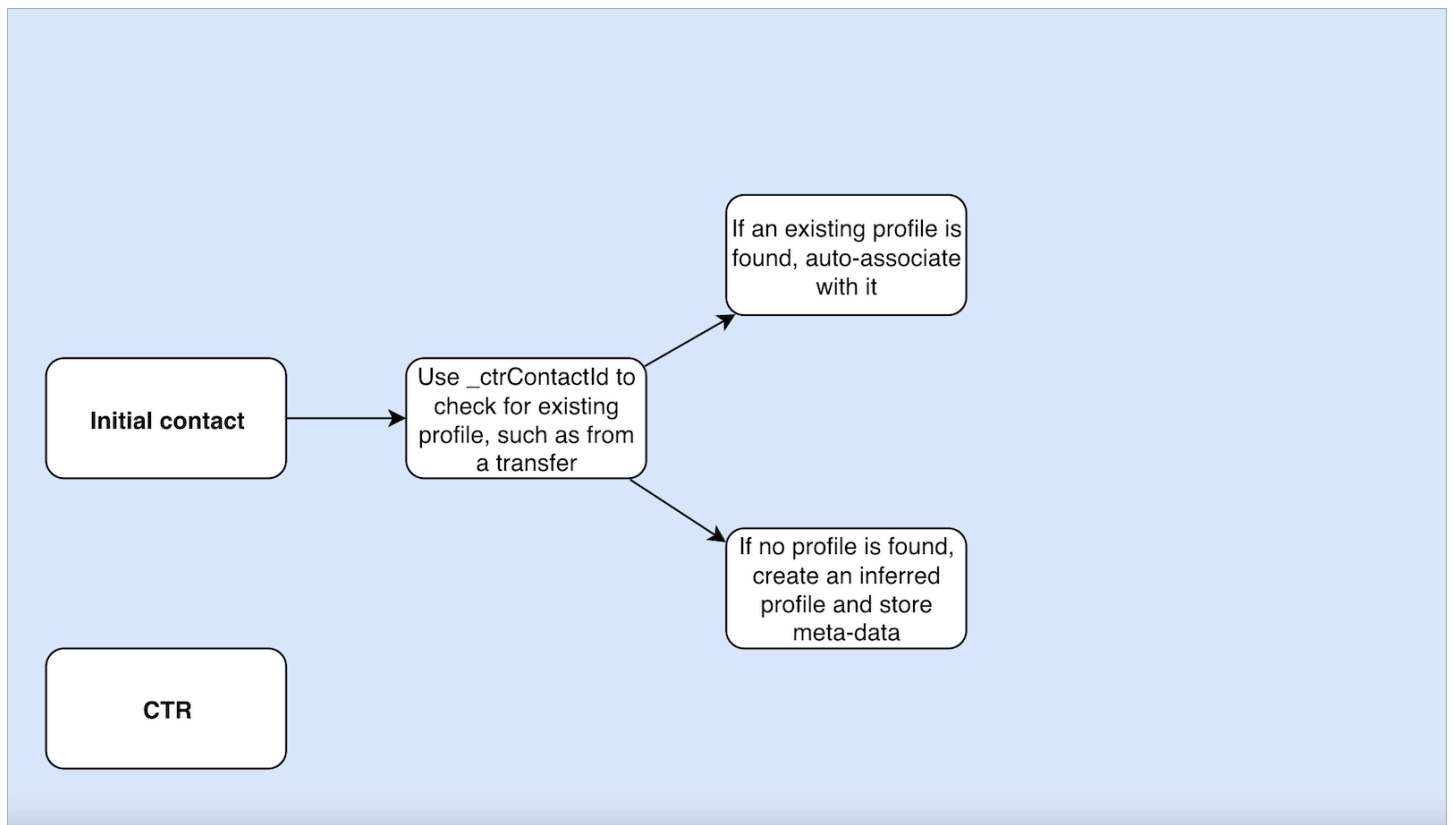 Initial contact
Use _ctrContactId to
check for existing
profile, such as from
a transfer
If an existing profile is
found, auto-associate
with it
If no profile is found,
create an inferred
profile and store
meta-data
CTR